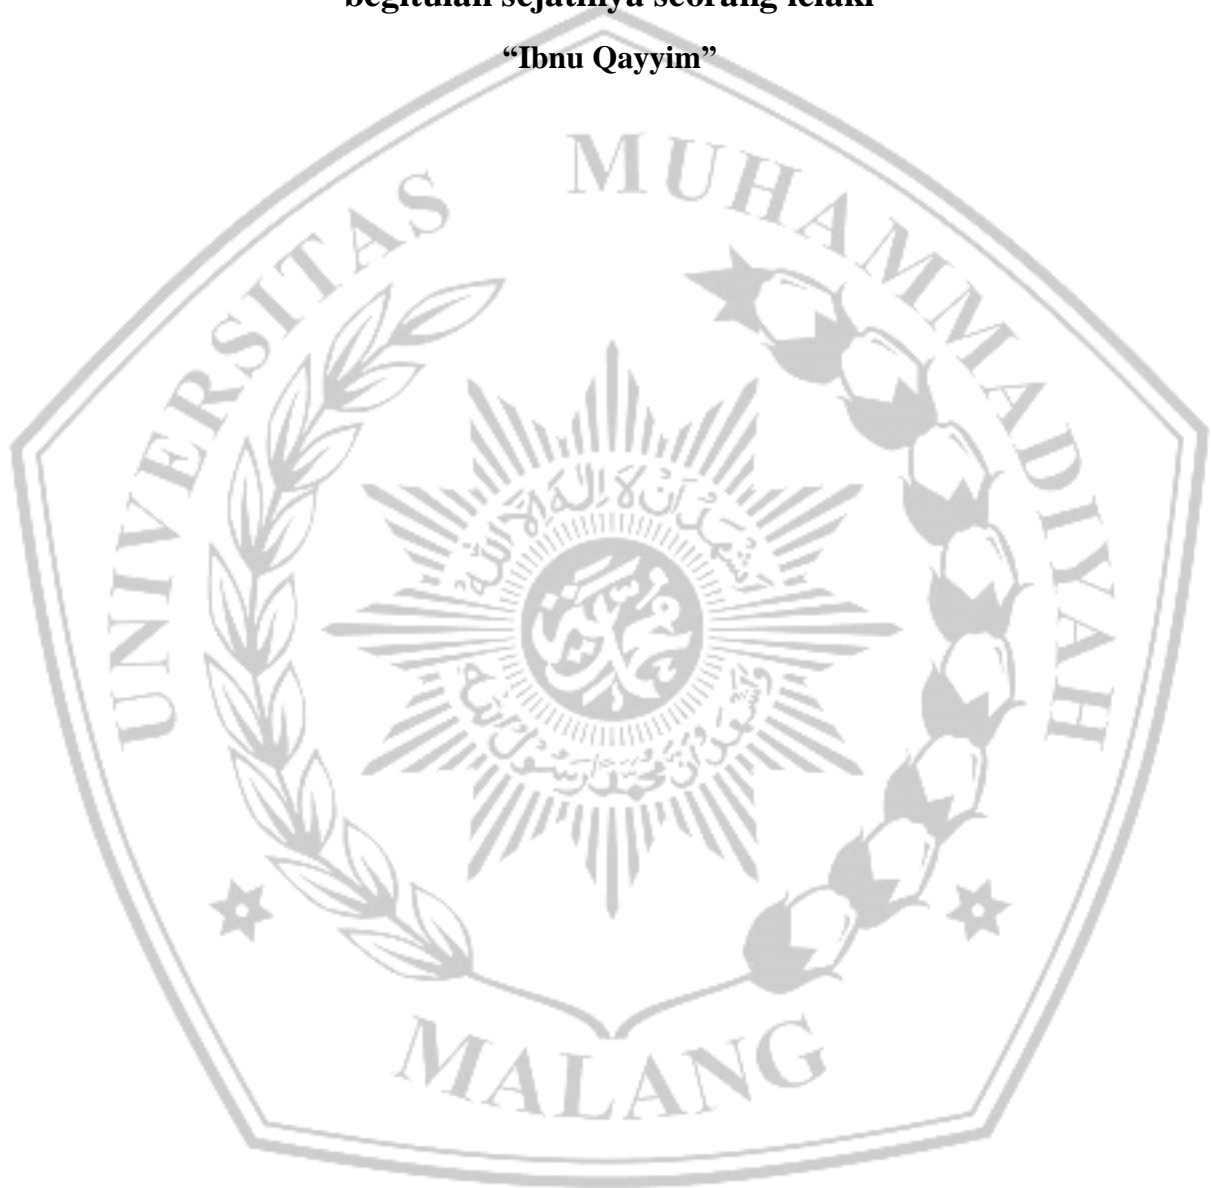 begitulah sejatinya seorang lelaki
“Ibnu Qayyim”
UNIVERSITAS MUHAMMADIYAH
MALANG